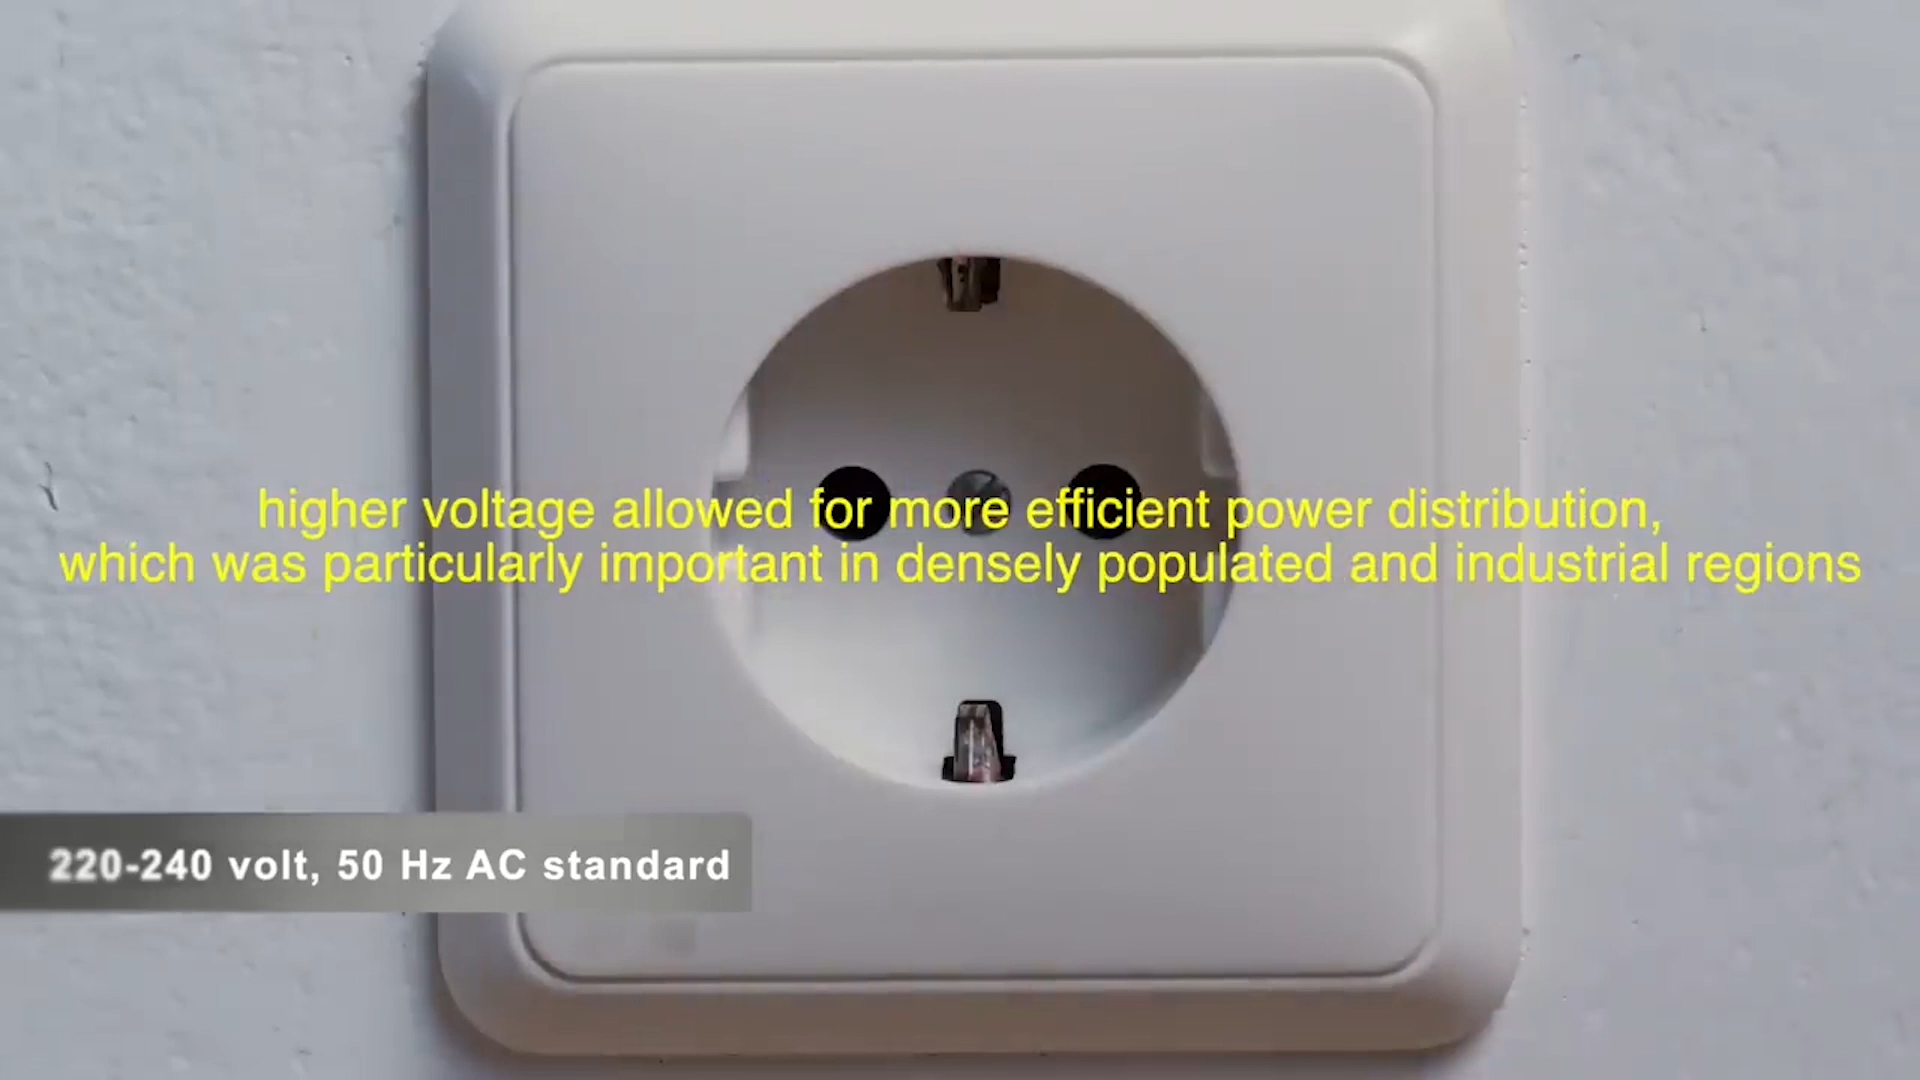 higher voltage allowed for more efficient power distribution,
which was particularly important in densely populated and industrial regions
220-240 volt, 50 Hz AC standard